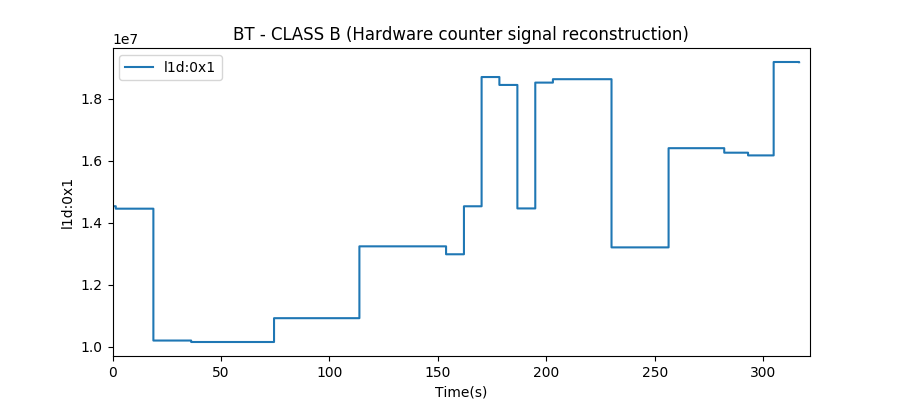 BT - CLASS B (Hardware counter signal reconstruction)
1e7
l1d:0x1
1.8
1.6
1.4
1.2
1.0
l1d:0x1
0 50 100 150 200 250 300
Time(s)